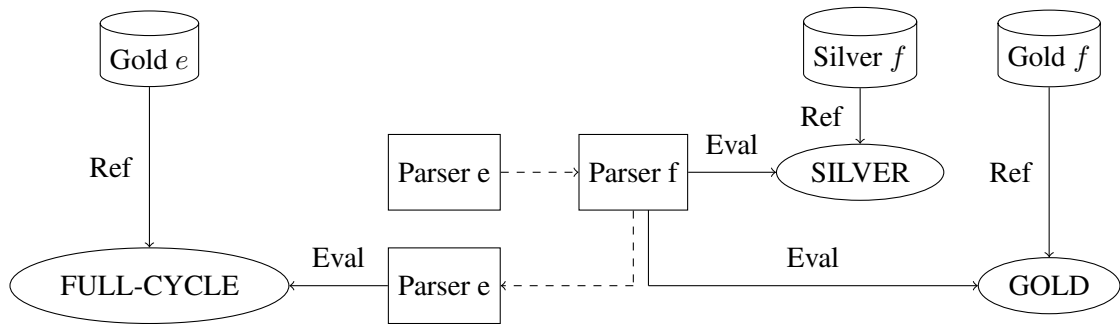 Gold e
Silver f
Gold f
Ref
Eval
Ref
Parser e
Parser f
SILVER
Ref
Eval
Eval
FULL-CYCLE
Parser e
GOLD